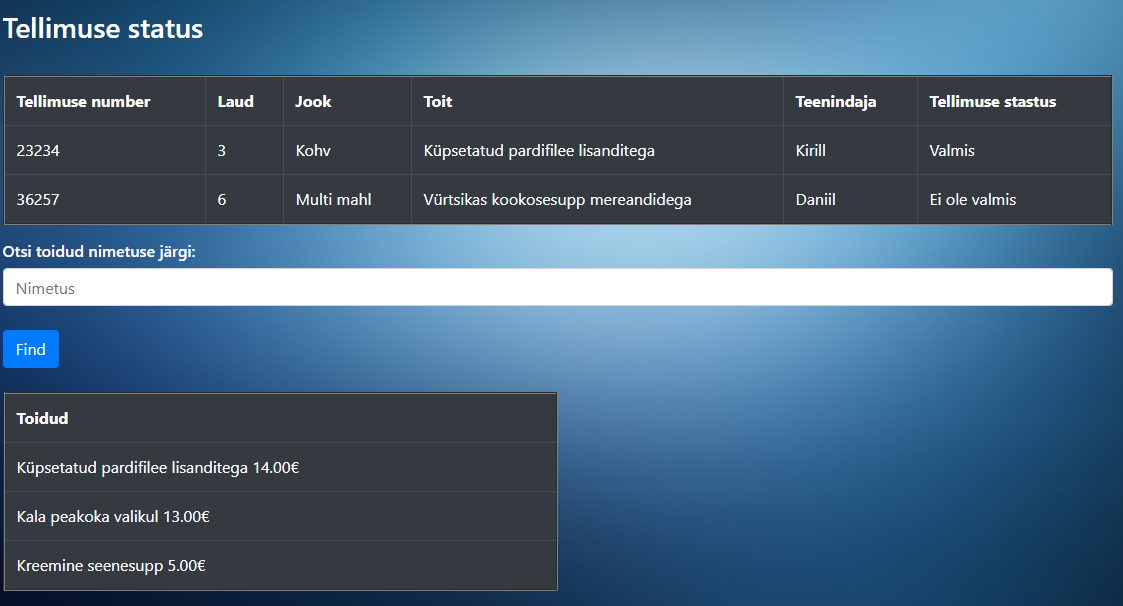 Tellimuse status
Tellimuse number Laud Jook Toit Teenindaja Tellimuse stastus
23234 3 Kohv Küpsetatud pardifilee lisanditega Kirill Valmis
36257 6 Multi mahl Vürtsikas kookosesupp mereandidega Daniil Ei ole valmis
Otsi toidud nimetuse järgi:
Nimetus
Find
Toidud
Küpsetatud pardifilee lisanditega 14.00€
Kala peakoka valikul 13.00€
Kreemine seenesupp 5.00€